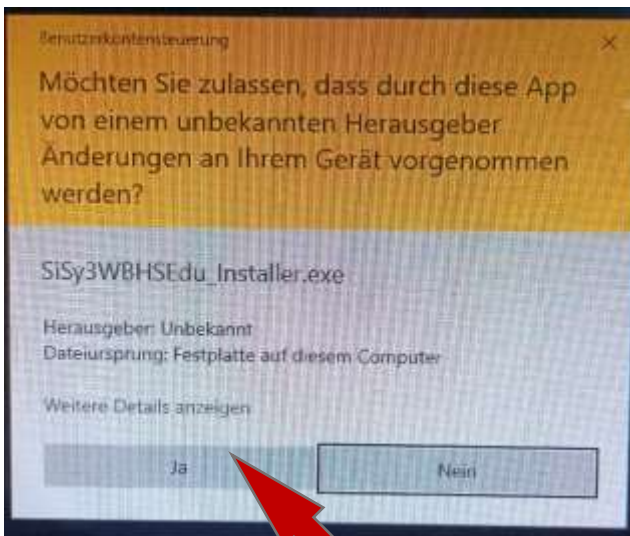 Benutzerkontensteuerung
Möchten Sie zulassen, dass durch diese App
von einem unbekannten Herausgeber
Änderungen an Ihrem Gerät vorgenommen
werden?
SiSy3WBHSEdu_Installer.exe
Herausgeber: Unbekannt
Dateiursprung: Festplatte auf diesem Computer
Weitere Details anzeigen
Ja
Nein